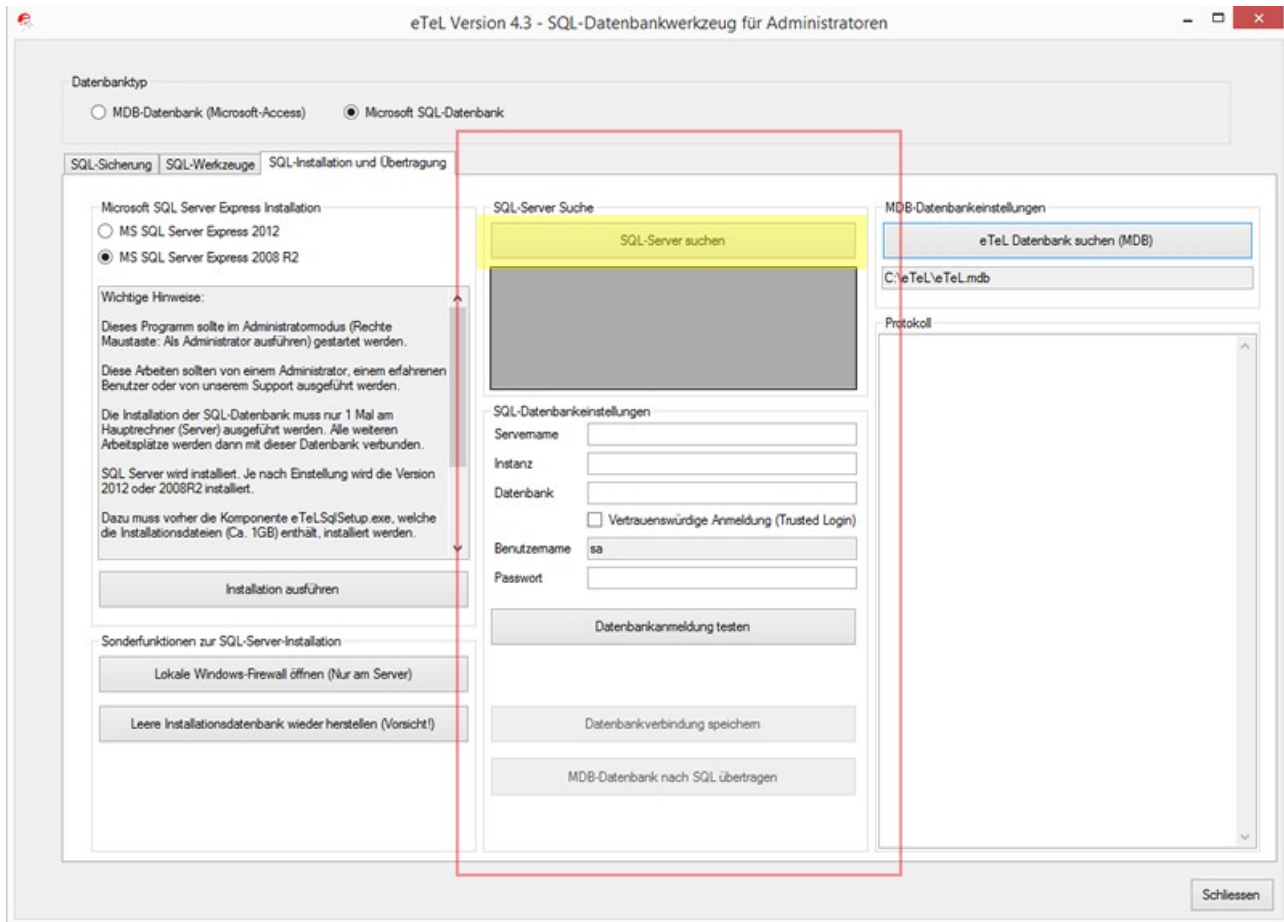 eTeL Version 4.3 - SQL-Datenbankwerkzeug für Administratoren
Datenbanktyp
MDB-Datenbank (Microsoft-Access)
Microsoft SQL-Datenbank
SQL-Sicherung
SQL-Werkzeuge
SQL-Installation und Übertragung
Microsoft SQL Server Express Installation
MS SQL Server Express 2012
MS SQL Server Express 2008 R2
Wichtige Hinweise:
Dieses Programm sollte im Administratormodus (Rechte
Maustaste: Als Administrator ausführen) gestartet werden.
Diese Arbeiten sollten von einem Administrator, einem erfahrenen
Benutzer oder von unserem Support ausgeführt werden.
Die Installation der SQL-Datenbank muss nur 1 Mal am
Hauptrechner (Server) ausgeführt werden. Alle weiteren
Arbeitsplätze werden dann mit dieser Datenbank verbunden.
SQL Server wird installiert. Je nach Einstellung wird die Version
2012 oder 2008R2 installiert.
Dazu muss vorher die Komponente eTeLSqlSetup.exe, welche
die Installationsdateien (Ca. 1GB) enthält, installiert werden.
Installation ausführen
Sonderfunktionen zur SQL-Server-Installation
Lokale Windows-Firewall öffnen (Nur am Server)
Leere Installationsdatenbank wieder herstellen (Vorsicht!)
SQL-Server Suche
SQL-Server suchen
SQL-Datenbankeinstellungen
Servername
Instanz
Datenbank
Vertrauenswürdige Anmeldung (Trusted Login)
Benutzername
sa
Passwort
Datenbankanmeldung testen
Datenbankverbindung speichern
MDB-Datenbank nach SQL übertragen
MDB-Datenbankeinstellungen
eTeL Datenbank suchen (MDB)
C:\eTeL\eTeL.mdb
Protokoll
Schliessen